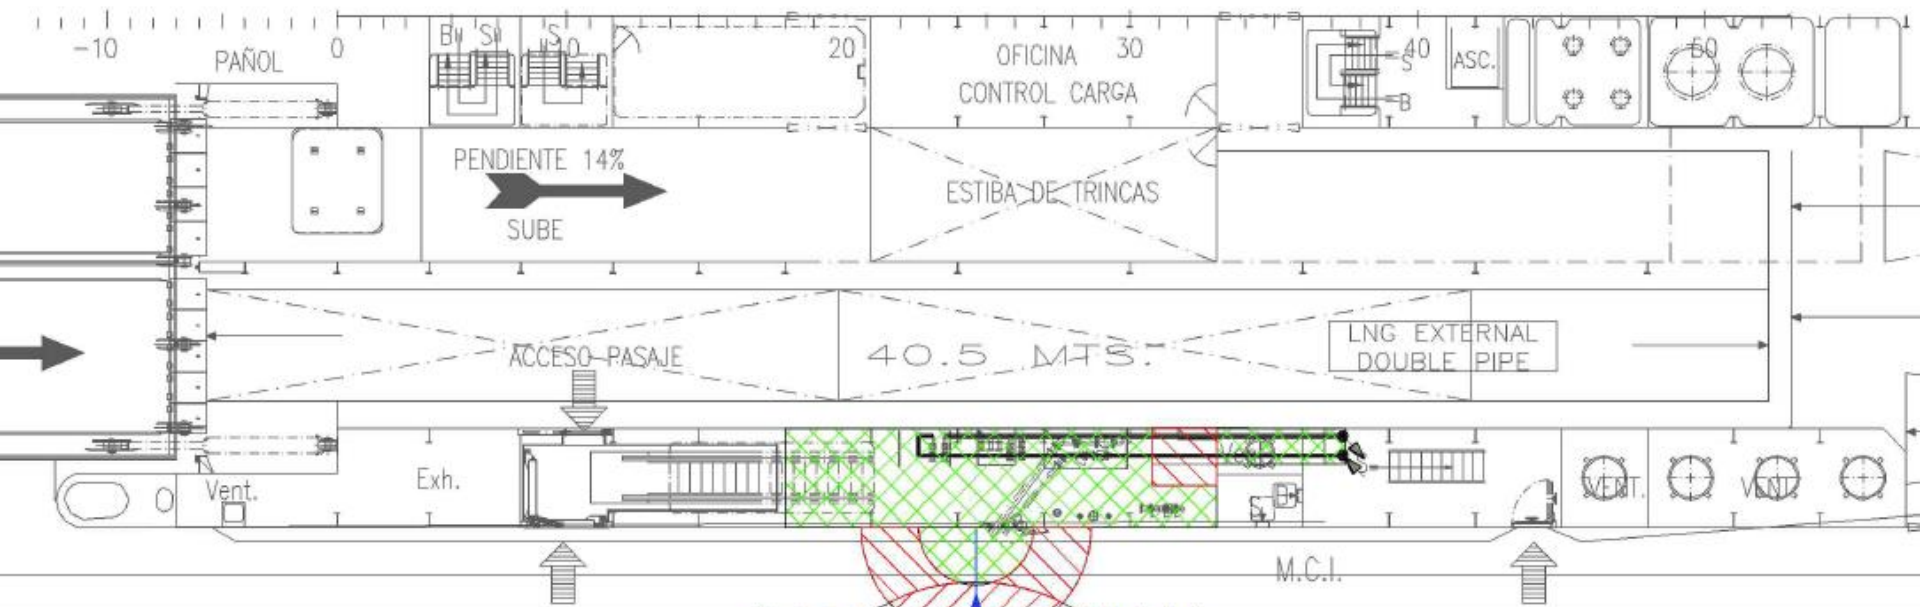 -10
0
20
30
40
50
PAÑOL
OFICINA
CONTROL CARGA
ASC.
S
B
PENDIENTE 14%
SUBE
ESTIBA DE TRINCAS
ACCESO PASAJE
40.5 MTS.
LNG EXTERNAL
DOUBLE PIPE
Vent.
Exh.
VENT.
VENT
M.C.I.